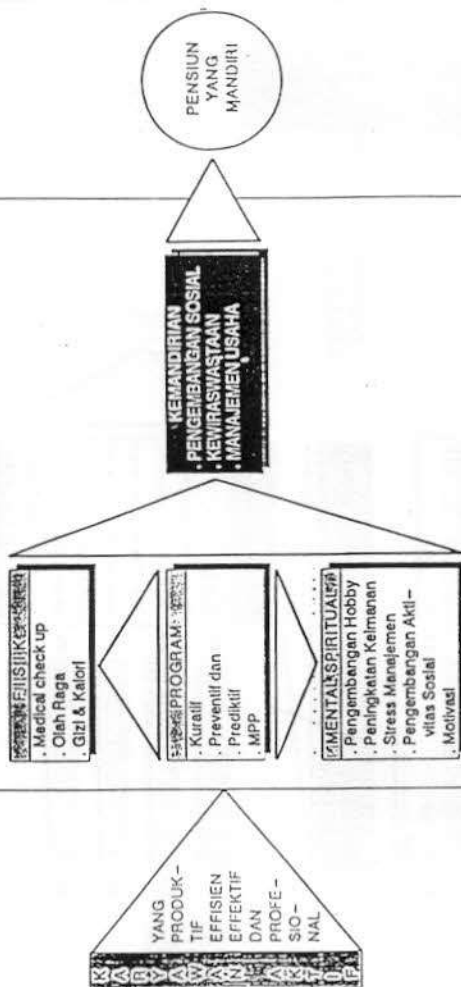 KARYAWAN AKTIF
YANG
PRODUK–
TIF
EFFISIEN
EFFEKTIF
DAN
PROFE–
SIO–
NAL
FISIK
. Medical check up
. Olah Raga
. Gizi & Kalori
PROGRAM
. Kuratif
. Preventif dan
. Prediktif
. MPP
MENTAL SPIRITUAL
. Pengembangan Hobby
. Peningkatan Keimanan
. Stress Manajemen
. Pengembangan Akti–
vitas Sosial
. Motivasi
KEMANDIRIAN
• PENGEMBANGAN SOSIAL
• KEWIRASWASTAAN
• MANAJEMEN USAHA
PENSIUN
YANG
MANDIRI